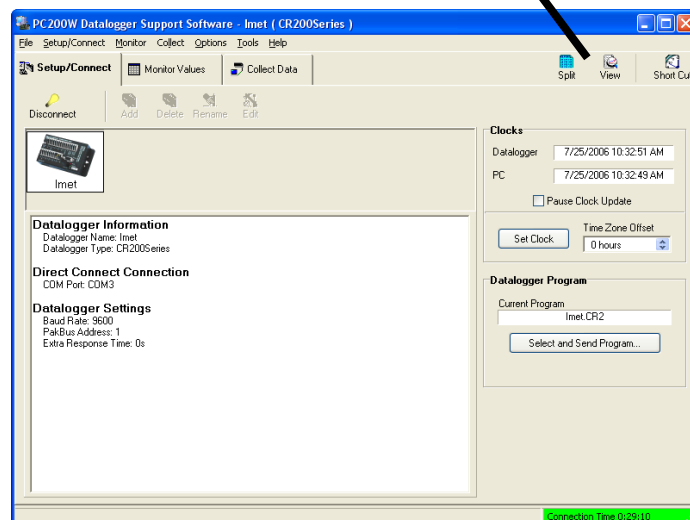 PC200W Datalogger Support Software - Imet ( CR200Series )
File Setup/Connect Monitor Collect Options Tools Help
Setup/Connect Monitor Values Collect Data Split View Short Cu
Disconnect Add Delete Rename Edit
Imet
Clocks
Datalogger 7/25/2006 10:32:51 AM
PC 7/25/2006 10:32:49 AM
Pause Clock Update
Set Clock
Time Zone Offset
0 hours
Datalogger Program
Current Program
Imet.CR2
Select and Send Program...
Datalogger Information
Datalogger Name: Imet
Datalogger Type: CR200Series
Direct Connect Connection
COM Port: COM3
Datalogger Settings
Baud Rate: 9600
PakBus Address: 1
Extra Response Time: 0s
Connection Time 0:29:10